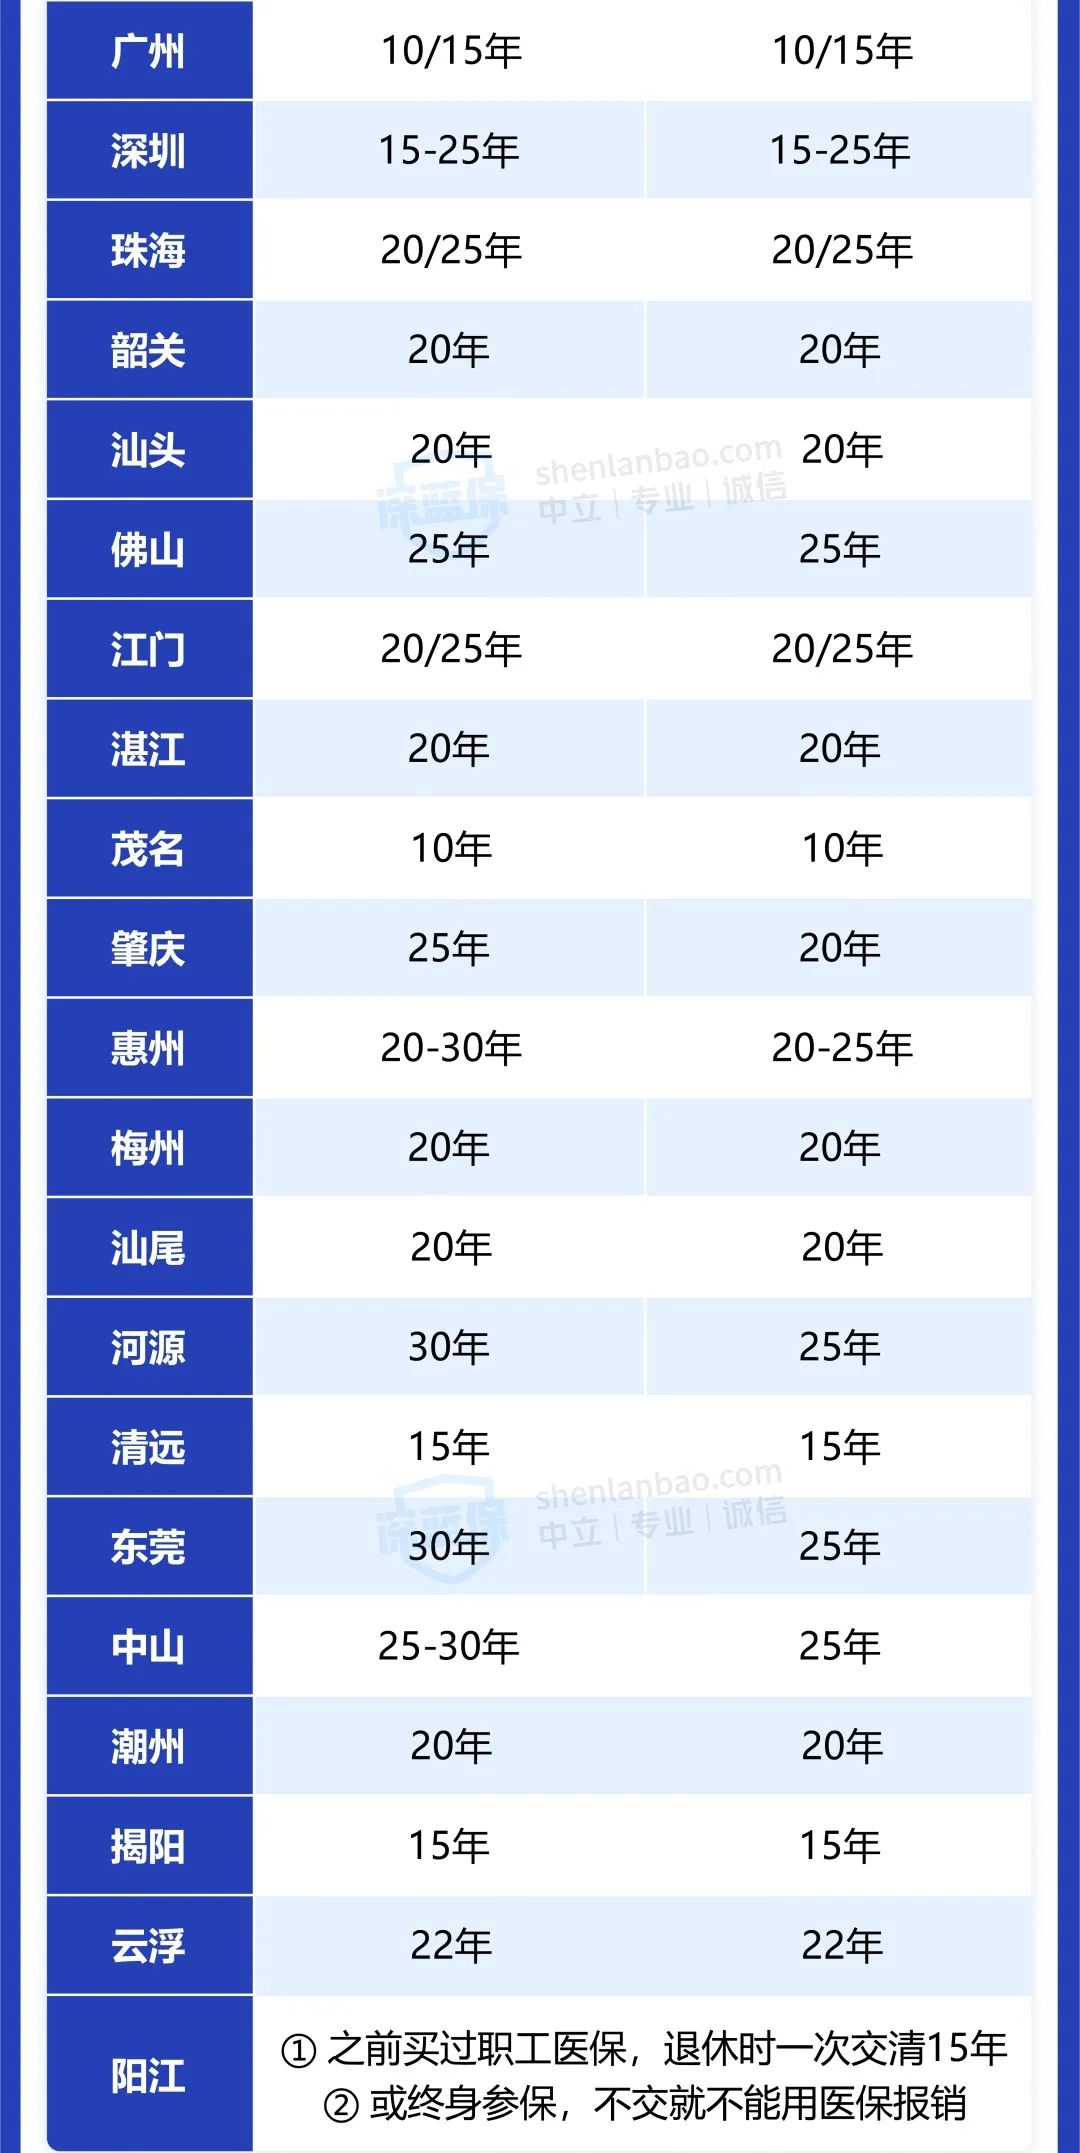 广州 10/15年 10/15年
深圳 15-25年 15-25年
珠海 20/25年 20/25年
韶关 20年 20年
汕头 20年 20年
深蓝保 shenlanbao.com
中立|专业|诚信
佛山 25年 25年
江门 20/25年 20/25年
湛江 20年 20年
茂名 10年 10年
肇庆 25年 20年
惠州 20-30年 20-25年
梅州 20年 20年
汕尾 20年 20年
河源 30年 25年
清远 15年 15年
深蓝保 shenlanbao.com
中立|专业|诚信
东莞 30年 25年
中山 25-30年 25年
潮州 20年 20年
揭阳 15年 15年
云浮 22年 22年
阳江
① 之前买过职工医保，退休时一次交清15年
② 或终身参保，不交就不能用医保报销